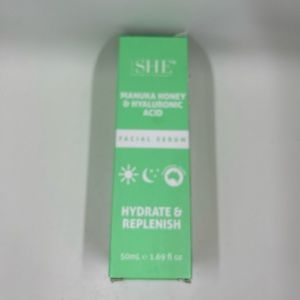 SHE
MANUKA HONEY
& HYALURONIC
ACID
FACIAL SERUM
HYDRATE &
REPLENISH
50mL ℮ 1.69 fl oz